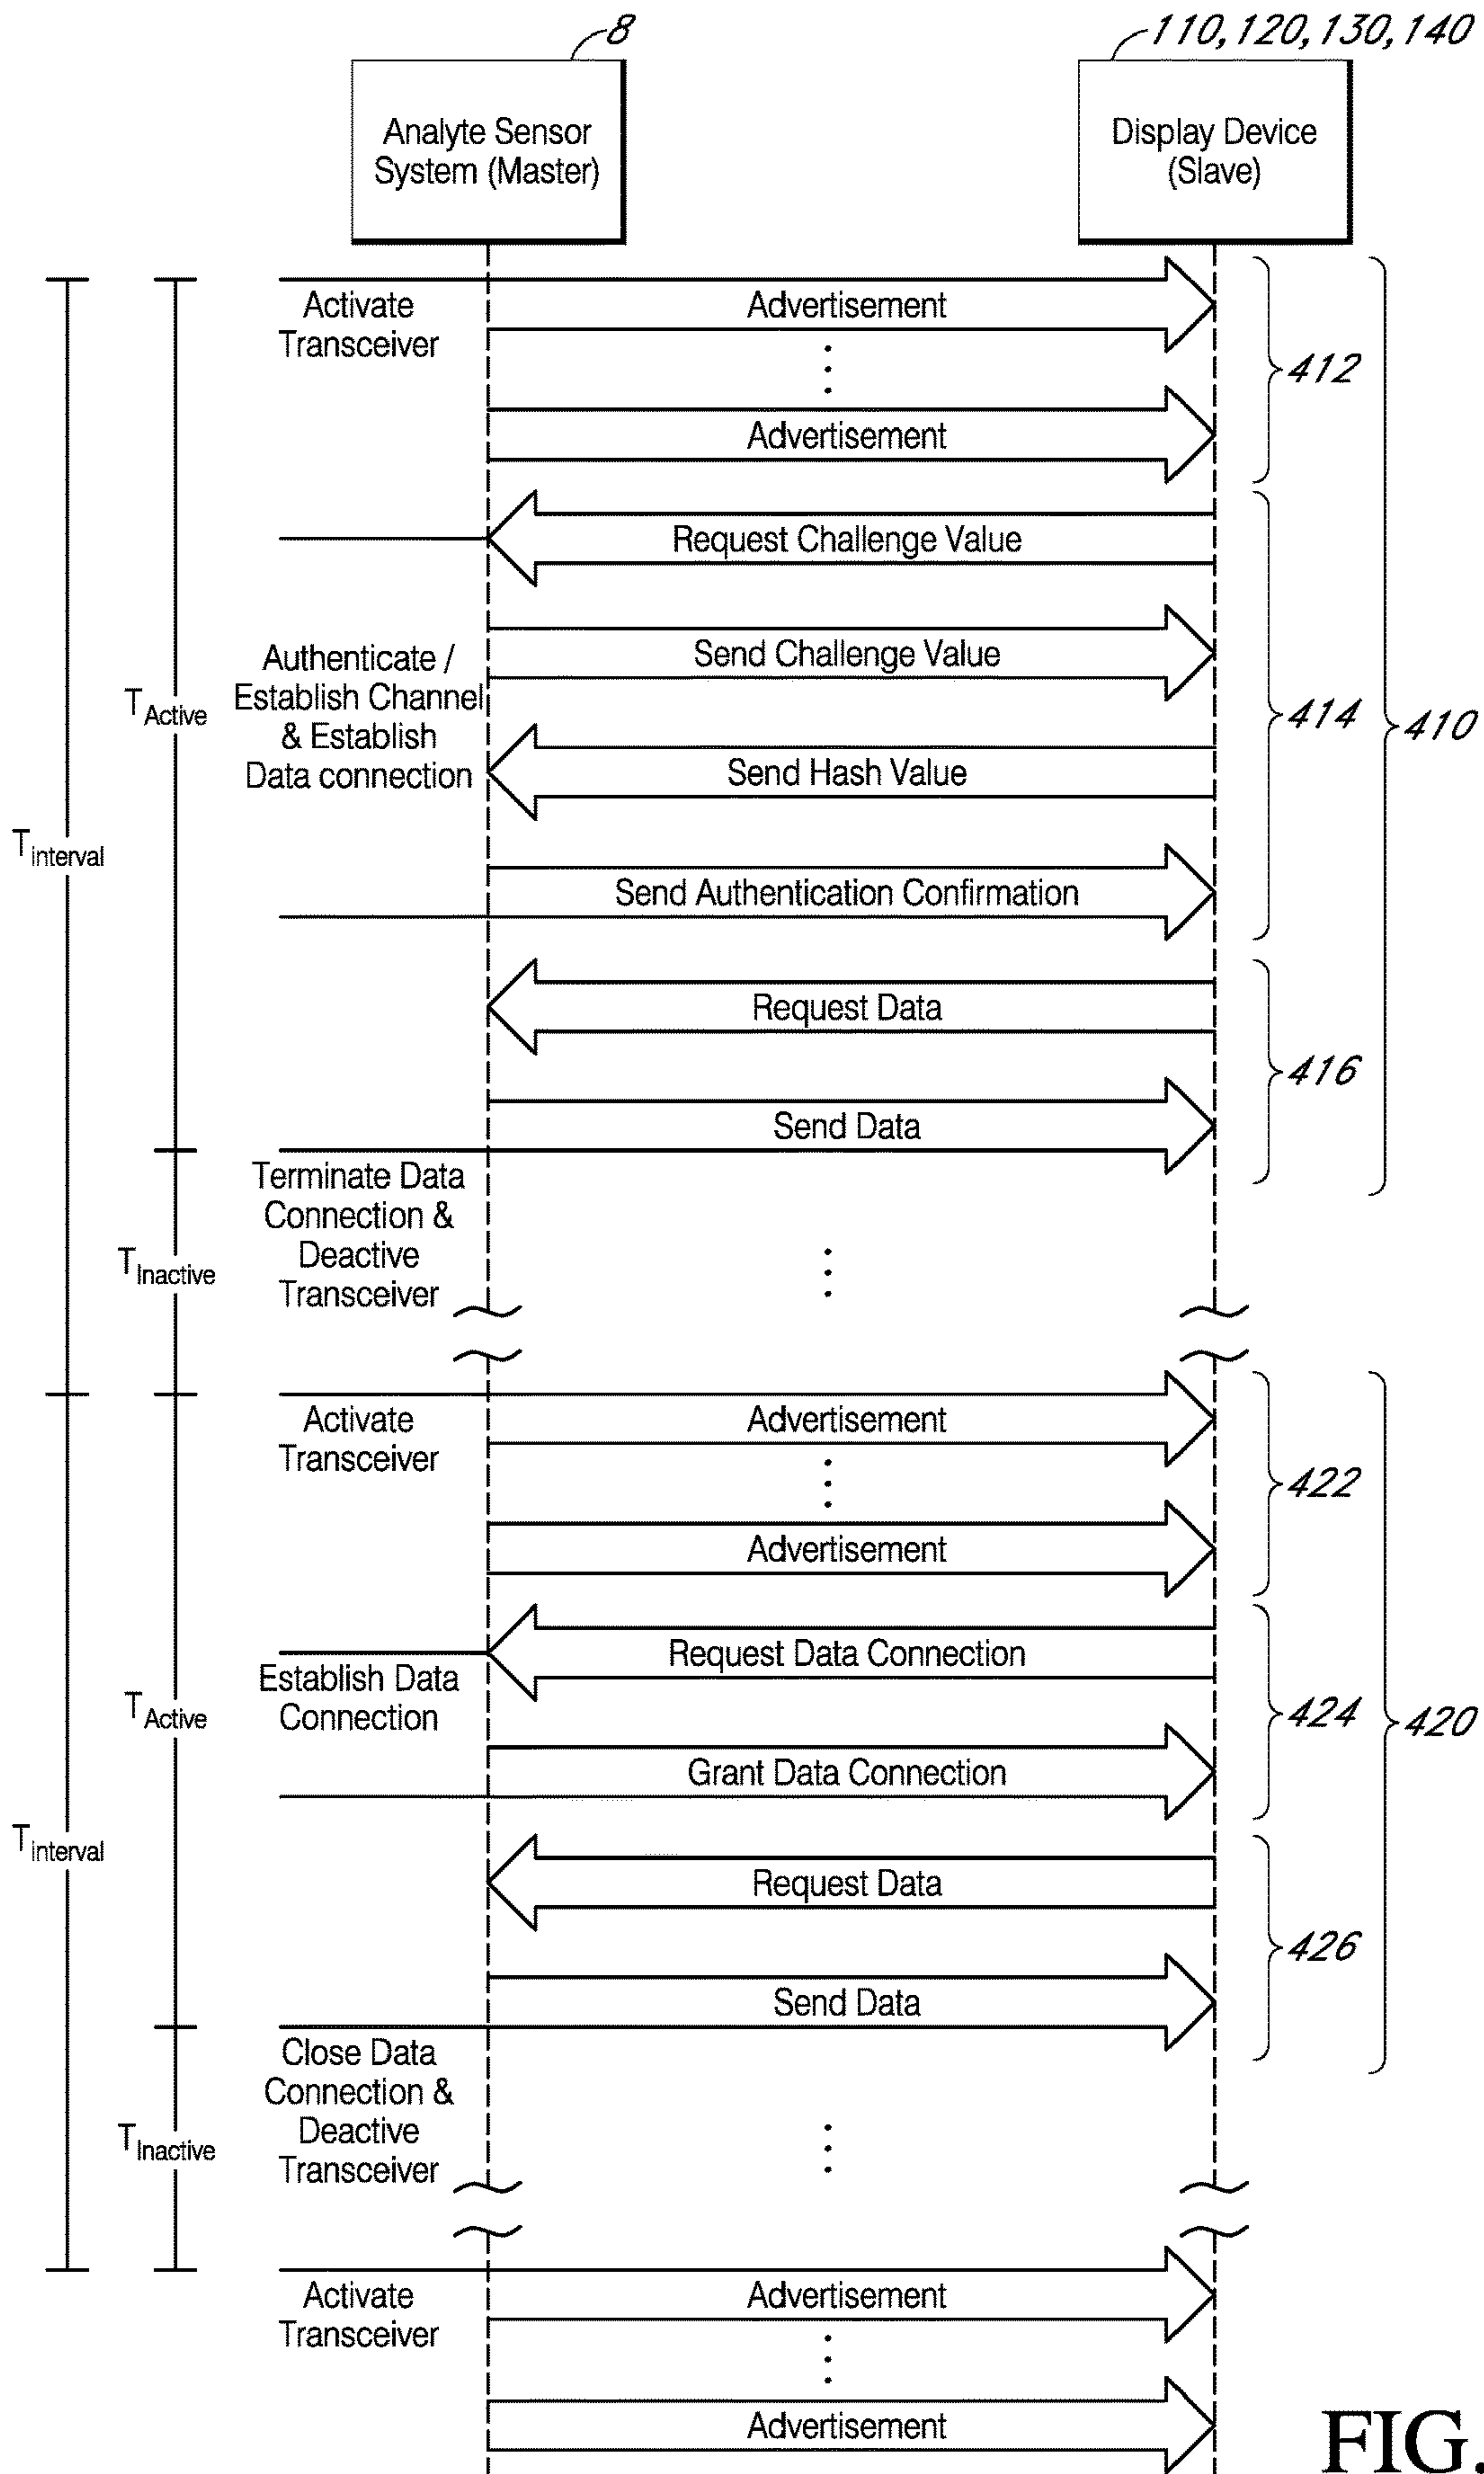 8
110, 120, 130, 140
Analyte Sensor
System (Master)
Display Device
(Slave)
Activate
Transceiver
Advertisement
412
Advertisement
Request Challenge Value
Authenticate /
Establish Channel
& Establish
Data connection
Send Challenge Value
TActive
414
410
Send Hash Value
Tinterval
Send Authentication Confirmation
Request Data
416
Send Data
Terminate Data
Connection &
Deactive
Transceiver
TInactive
Activate
Transceiver
Advertisement
422
Advertisement
Request Data Connection
Establish Data
Connection
TActive
424
420
Grant Data Connection
Tinterval
Request Data
426
Send Data
Close Data
Connection &
Deactive
Transceiver
TInactive
Activate
Transceiver
Advertisement
Advertisement
FIG.